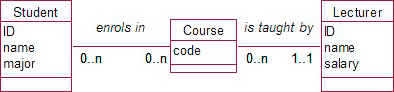 Student
ID
name
major
enrols in
0..n
0..n
Course
code
is taught by
0..n
1..1
Lecturer
ID
name
salary